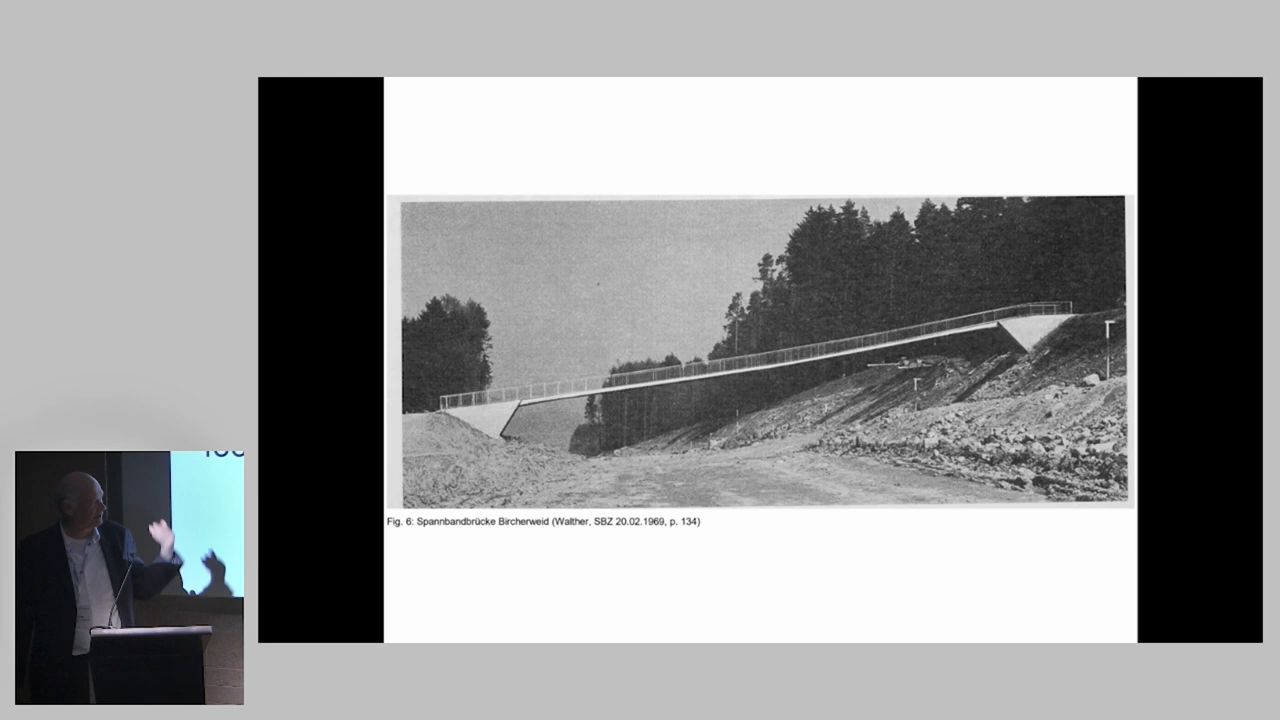 Fig. 6: Spannbandbrücke Bircherweid (Walther, SBZ 20.02.1969, p. 134)